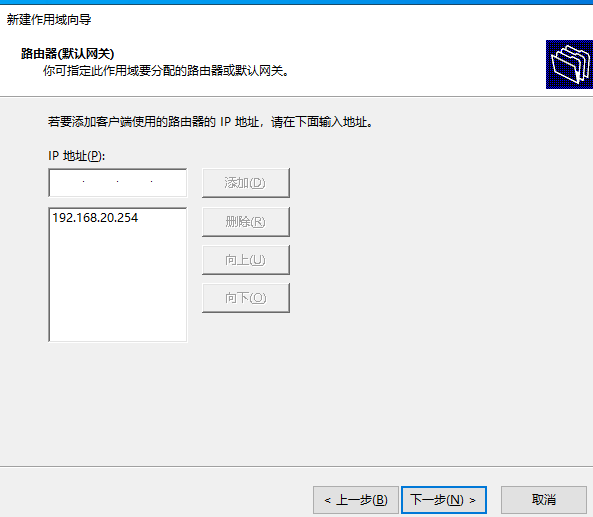 新建作用域向导
路由器(默认网关)
你可指定此作用域要分配的路由器或默认网关。
若要添加客户端使用的路由器的 IP 地址，请在下面输入地址。
IP 地址(P):
. . .
添加(D)
192.168.20.254
删除(R)
向上(U)
向下(O)
< 上一步(B)
下一步(N) >
取消